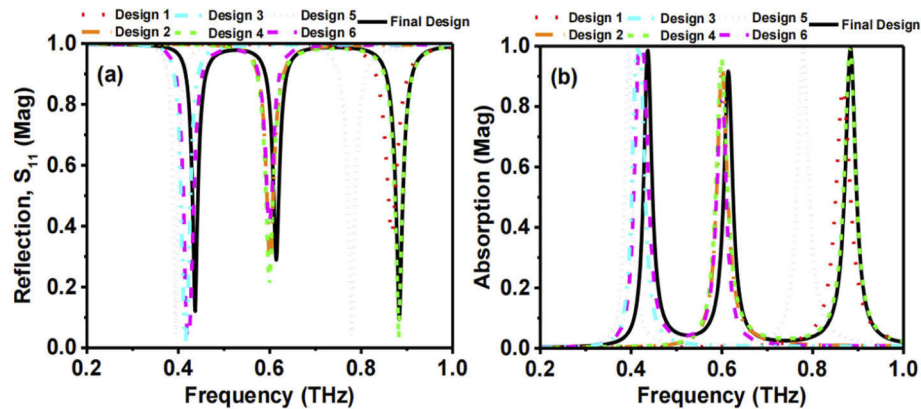 Design 1 Design 3 Design 5 Final Design
Design 2 Design 4 Design 6
(a)
Reflection, S11 (Mag)
1.0
0.8
0.6
0.4
0.2
0.0
0.2 0.4 0.6 0.8 1.0
Frequency (THz)
Design 1 Design 3 Design 5 Final Design
Design 2 Design 4 Design 6
(b)
Absorption (Mag)
1.0
0.8
0.6
0.4
0.2
0.0
0.2 0.4 0.6 0.8 1.0
Frequency (THz)